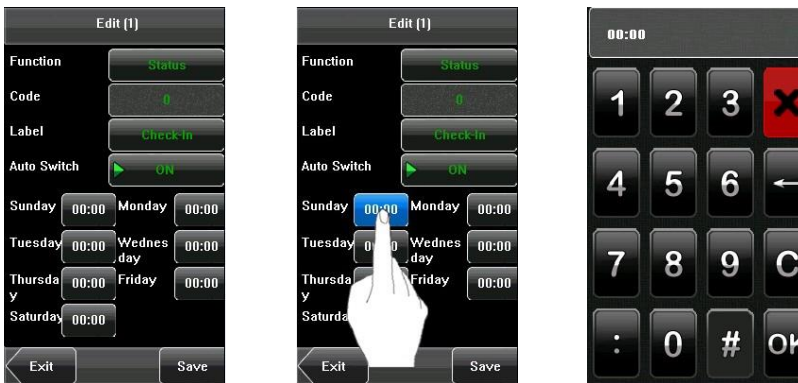 Edit (1)
Function Status
Code 0
Label Check-In
Auto Switch ON
Sunday 00:00 Monday 00:00
Tuesday 00:00 Wednes
day 00:00
Thursda
y 00:00 Friday 00:00
Saturday 00:00
Exit Save
Edit (1)
Function Status
Code 0
Label Check-In
Auto Switch ON
Sunday 00:00 Monday 00:00
Tuesday Wednes
day 00:00
Thursda
y Friday 00:00
Saturda
Exit Save
00:00
1 2 3
4 5 6 ←
7 8 9 C
: 0 # OK